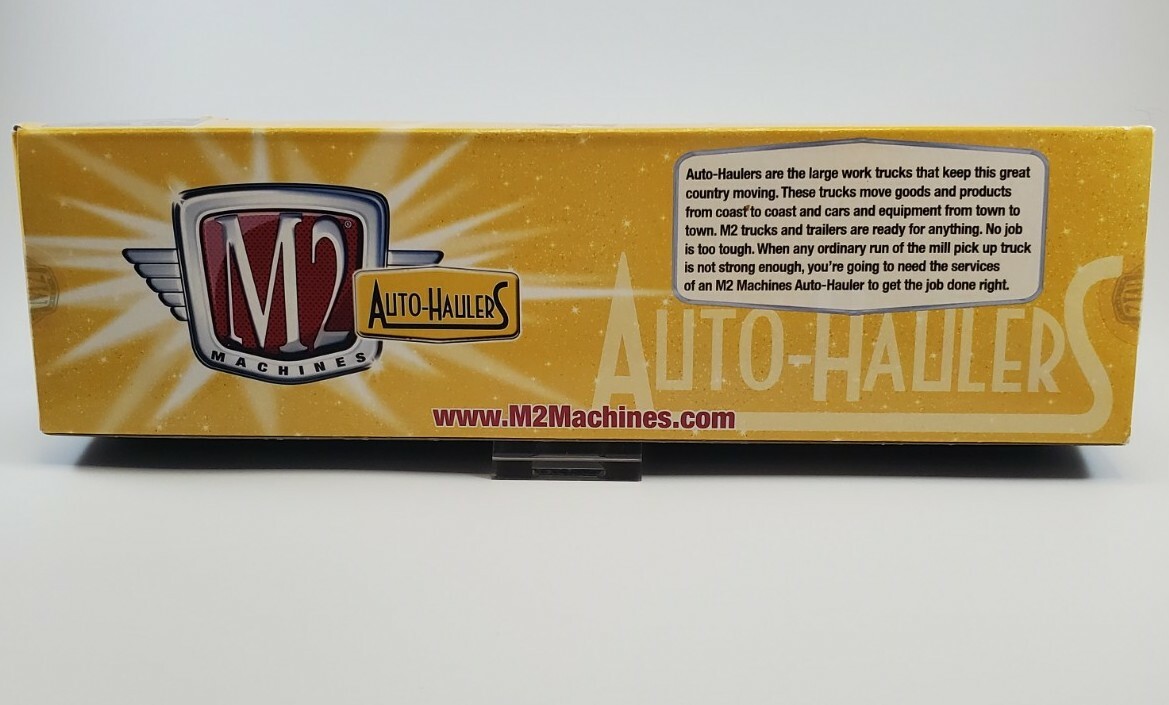 M2®
MACHINES
AUTO-HAULERS
Auto-Haulers are the large work trucks that keep this great
country moving. These trucks move goods and products
from coast to coast and cars and equipment from town to
town. M2 trucks and trailers are ready for anything. No job
is too tough. When any ordinary run of the mill pick up truck
is not strong enough, you're going to need the services
of an M2 Machines Auto-Hauler to get the job done right.
AUTO-HAULERS
www.M2Machines.com